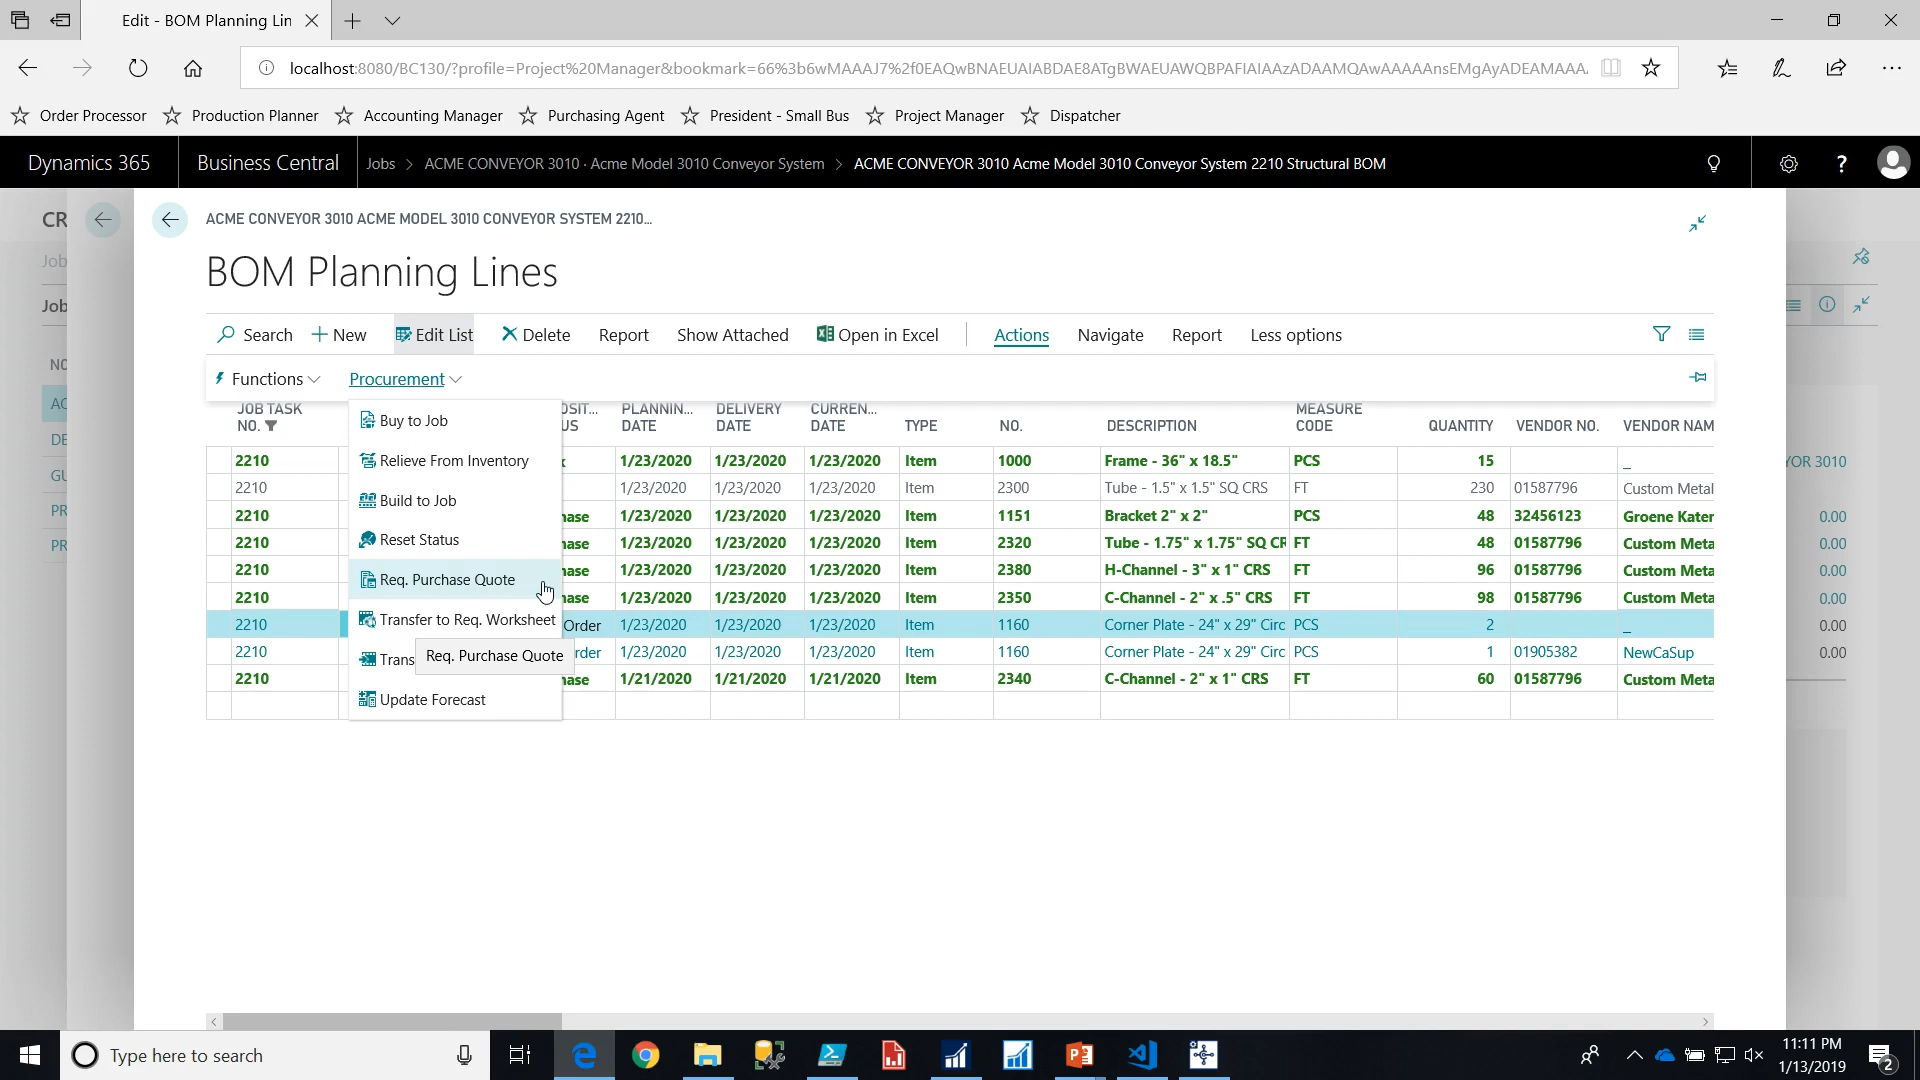 Edit - BOM Planning Lin
localhost:8080/BC130/?profile=Project%20Manager&bookmark=66%3b6wMAAAJ7%2f0EAQwBNAEUAIABDAE8ATgBWAEUAWQBPAFIAIAAzADAAMQAwAAAAAnsEMgAyADEAMAAA
Order Processor Production Planner Accounting Manager Purchasing Agent President - Small Bus Project Manager Dispatcher
Dynamics 365 Business Central Jobs > ACME CONVEYOR 3010 · Acme Model 3010 Conveyor System > ACME CONVEYOR 3010 Acme Model 3010 Conveyor System 2210 Structural BOM ?
CR ACME CONVEYOR 3010 ACME MODEL 3010 CONVEYOR SYSTEM 2210...
Job
BOM Planning Lines
Job
Search New Edit List Delete Report Show Attached Open in Excel Actions Navigate Report Less options
NO
Functions Procurement
JOB TASK NO. OSIT... US PLANNIN... DATE DELIVERY DATE CURREN... DATE TYPE NO. DESCRIPTION MEASURE CODE QUANTITY VENDOR NO. VENDOR NAM
AC
DE
GU
PR
PR
Buy to Job
Relieve From Inventory
Build to Job
Reset Status
Req. Purchase Quote
Transfer to Req. Worksheet
Trans
Req. Purchase Quote
Update Forecast
2210 k 1/23/2020 1/23/2020 1/23/2020 Item 1000 Frame - 36" x 18.5" PCS 15 _
2210 1/23/2020 1/23/2020 1/23/2020 Item 2300 Tube - 1.5" x 1.5" SQ CRS FT 230 01587796 Custom Metal
2210 hase 1/23/2020 1/23/2020 1/23/2020 Item 1151 Bracket 2" x 2" PCS 48 32456123 Groene Kater
2210 hase 1/23/2020 1/23/2020 1/23/2020 Item 2320 Tube - 1.75" x 1.75" SQ CR FT 48 01587796 Custom Meta
2210 hase 1/23/2020 1/23/2020 1/23/2020 Item 2380 H-Channel - 3" x 1" CRS FT 96 01587796 Custom Meta
2210 hase 1/23/2020 1/23/2020 1/23/2020 Item 2350 C-Channel - 2" x .5" CRS FT 98 01587796 Custom Meta
2210 Order 1/23/2020 1/23/2020 1/23/2020 Item 1160 Corner Plate - 24" x 29" Circ PCS 2 _
2210 rder 1/23/2020 1/23/2020 1/23/2020 Item 1160 Corner Plate - 24" x 29" Circ PCS 1 01905382 NewCaSup
2210 hase 1/21/2020 1/21/2020 1/21/2020 Item 2340 C-Channel - 2" x 1" CRS FT 60 01587796 Custom Meta
YOR 3010
0.00
0.00
0.00
0.00
0.00
0.00
Type here to search
11:11 PM
1/13/2019
2